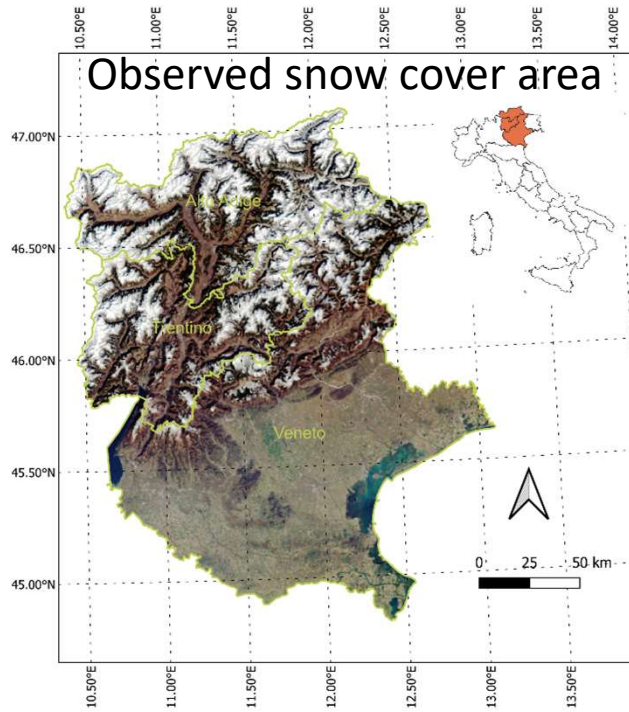 10.50°E
11.00°E
11.50°E
12.00°E
12.50°E
13.00°E
13.50°E
14.00°E
Observed snow cover area
47.00°N
Alto Adige
46.50°N
Trentino
46.00°N
Veneto
45.50°N
45.00°N
0 25 50 km
10.50°E
11.00°E
11.50°E
12.00°E
12.50°E
13.00°E
13.50°E